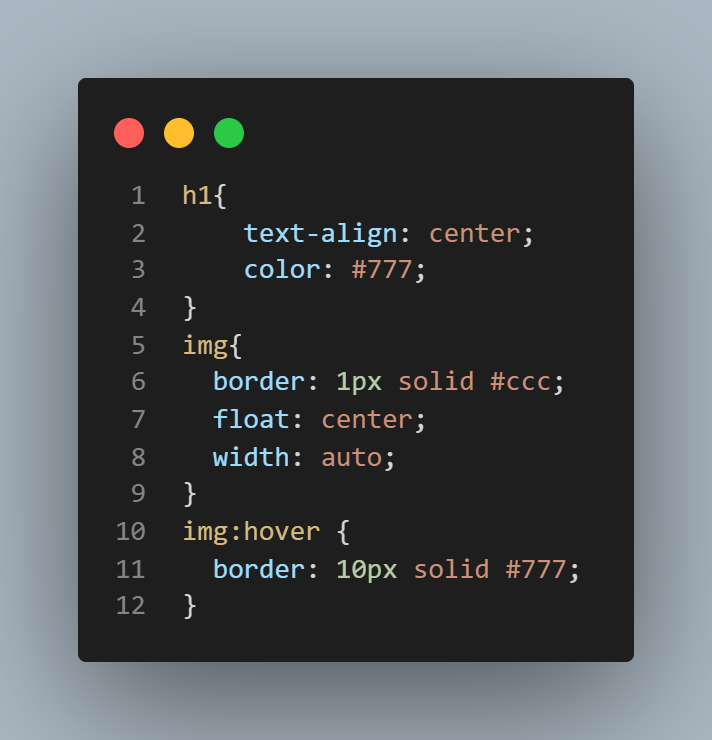 1 h1{
2     text-align: center;
3     color: #777;
4 }
5 img{
6   border: 1px solid #ccc;
7   float: center;
8   width: auto;
9 }
10 img:hover {
11   border: 10px solid #777;
12 }